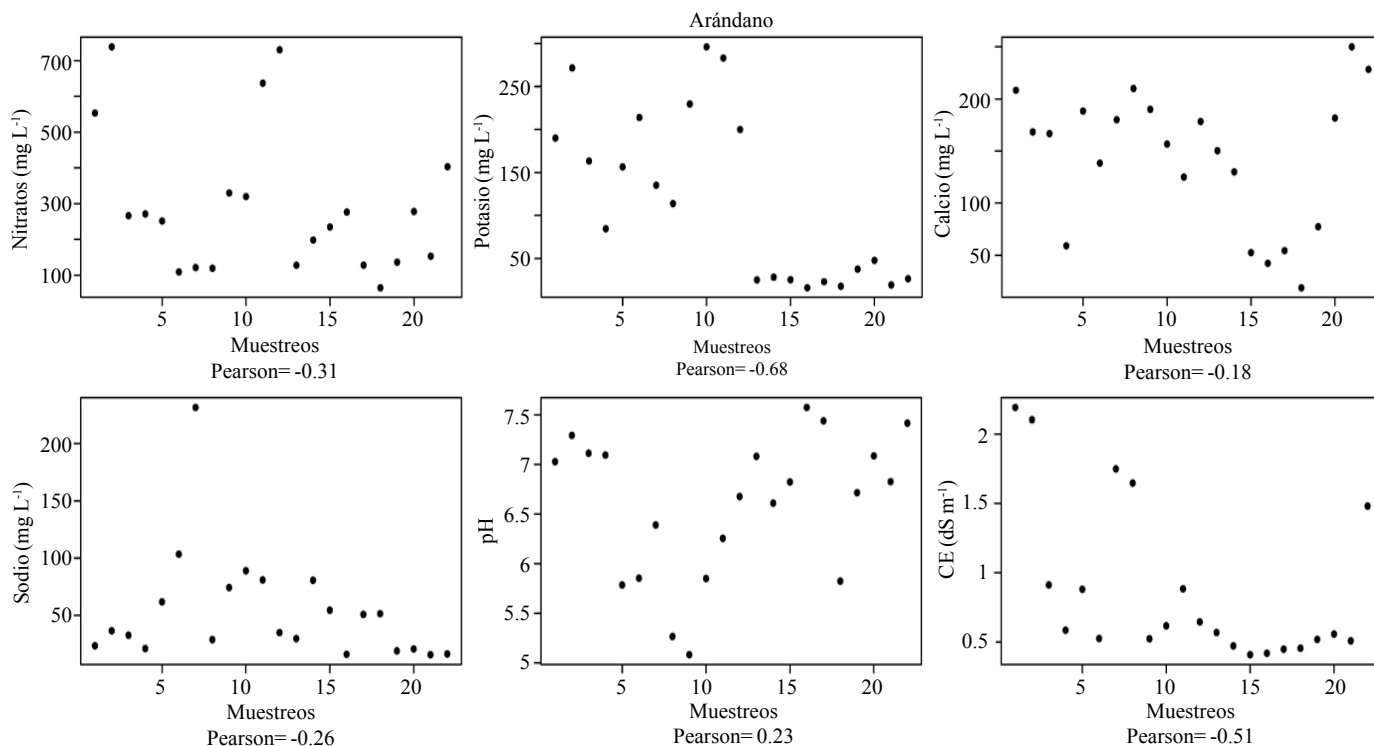 Arándano
Nitratos (mg L-1)
700
500
300
100
5 10 15 20
Muestreos
Pearson= -0.31
Potasio (mg L-1)
250
150
50
5 10 15 20
Muestreos
Pearson= -0.68
Calcio (mg L-1)
200
100
50
5 10 15 20
Muestreos
Pearson= -0.18
Sodio (mg L-1)
200
150
100
50
5 10 15 20
Muestreos
Pearson= -0.26
pH
7.5
7
6.5
6
5.5
5
5 10 15 20
Muestreos
Pearson= 0.23
CE (dS m-1)
2
1.5
1
0.5
5 10 15 20
Muestreos
Pearson= -0.51